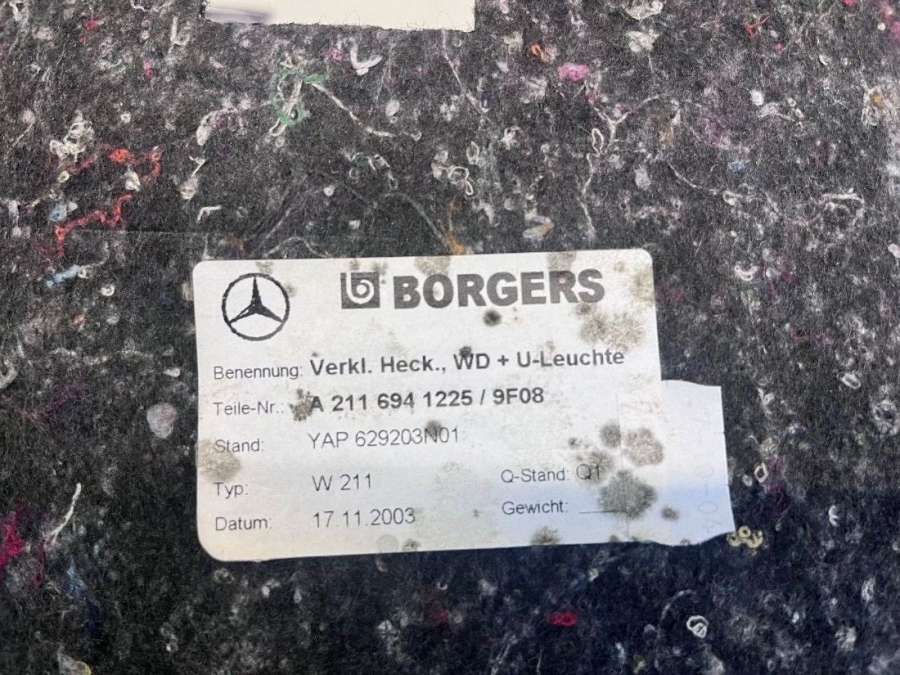 BORGERS
Benennung: Verkl. Heck., WD + U-Leuchte
Teile-Nr.: A 211 694 1225 / 9F08
Stand: YAP 629203N01
Typ: W 211 Q-Stand: Q1
Datum: 17.11.2003 Gewicht: